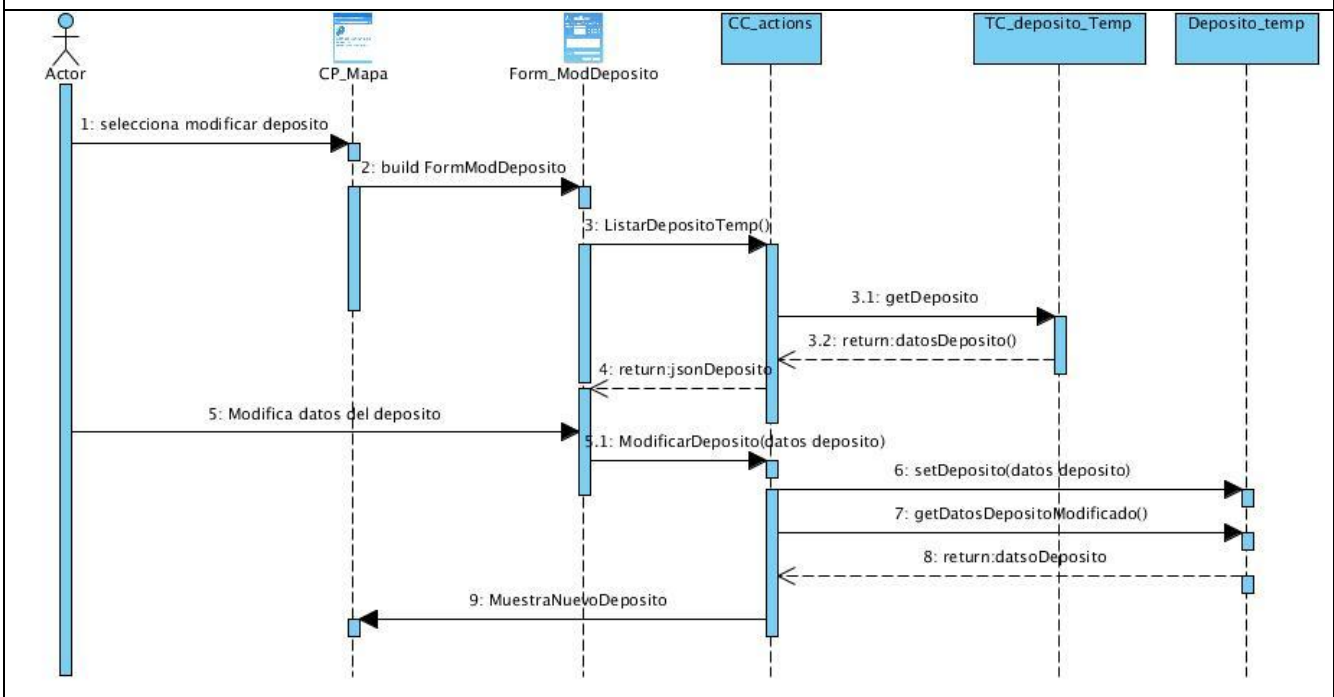 CC_actions
TC_deposito_Temp
Deposito_temp
Actor
CP_Mapa
Form_ModDeposito
1: selecciona modificar deposito
2: build FormModDeposito
3: ListarDepositoTemp()
3.1: getDeposito
3.2: return:datosDeposito()
4: return:jsonDeposito
5: Modifica datos del deposito
5.1: ModificarDeposito(datos deposito)
6: setDeposito(datos deposito)
7: getDatosDepositoModificado()
8: return:datsoDeposito
9: MuestraNuevoDeposito